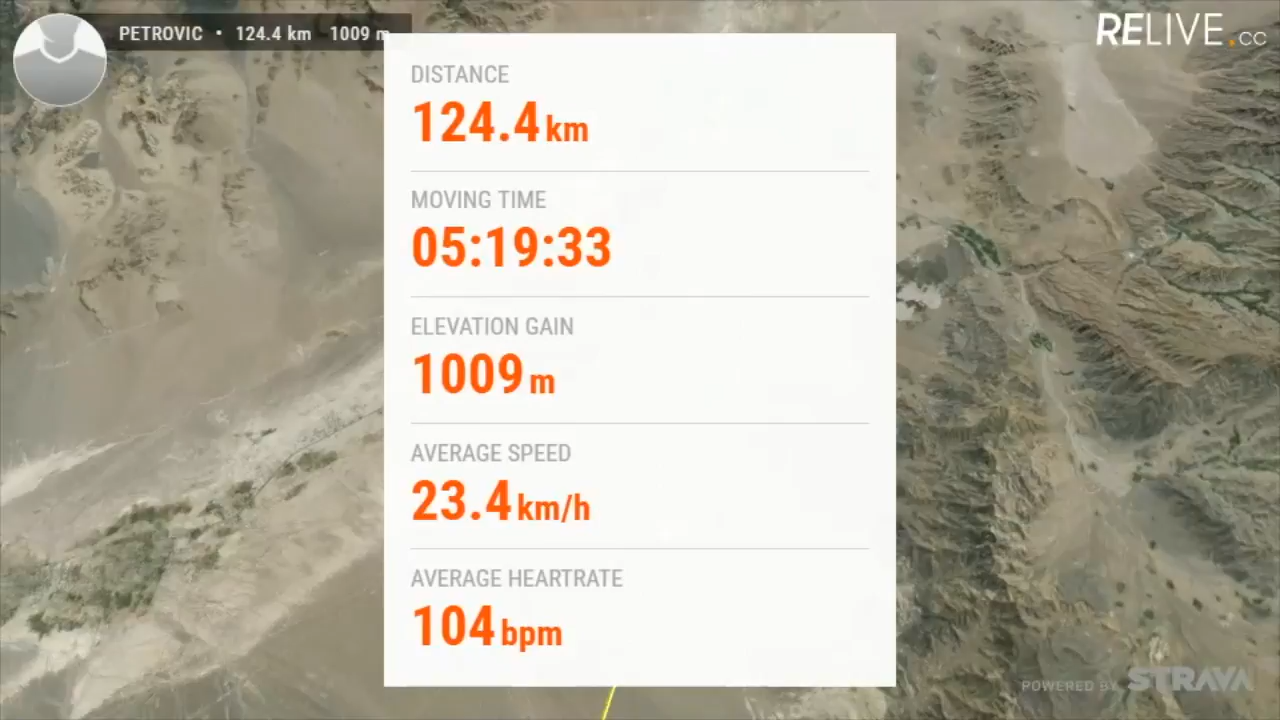 PETROVIC • 124.4 km 1009 m
RELIVE.CC
DISTANCE
124.4 km
MOVING TIME
05:19:33
ELEVATION GAIN
1009 m
AVERAGE SPEED
23.4 km/h
AVERAGE HEARTRATE
104 bpm
POWERED BY STRAVA